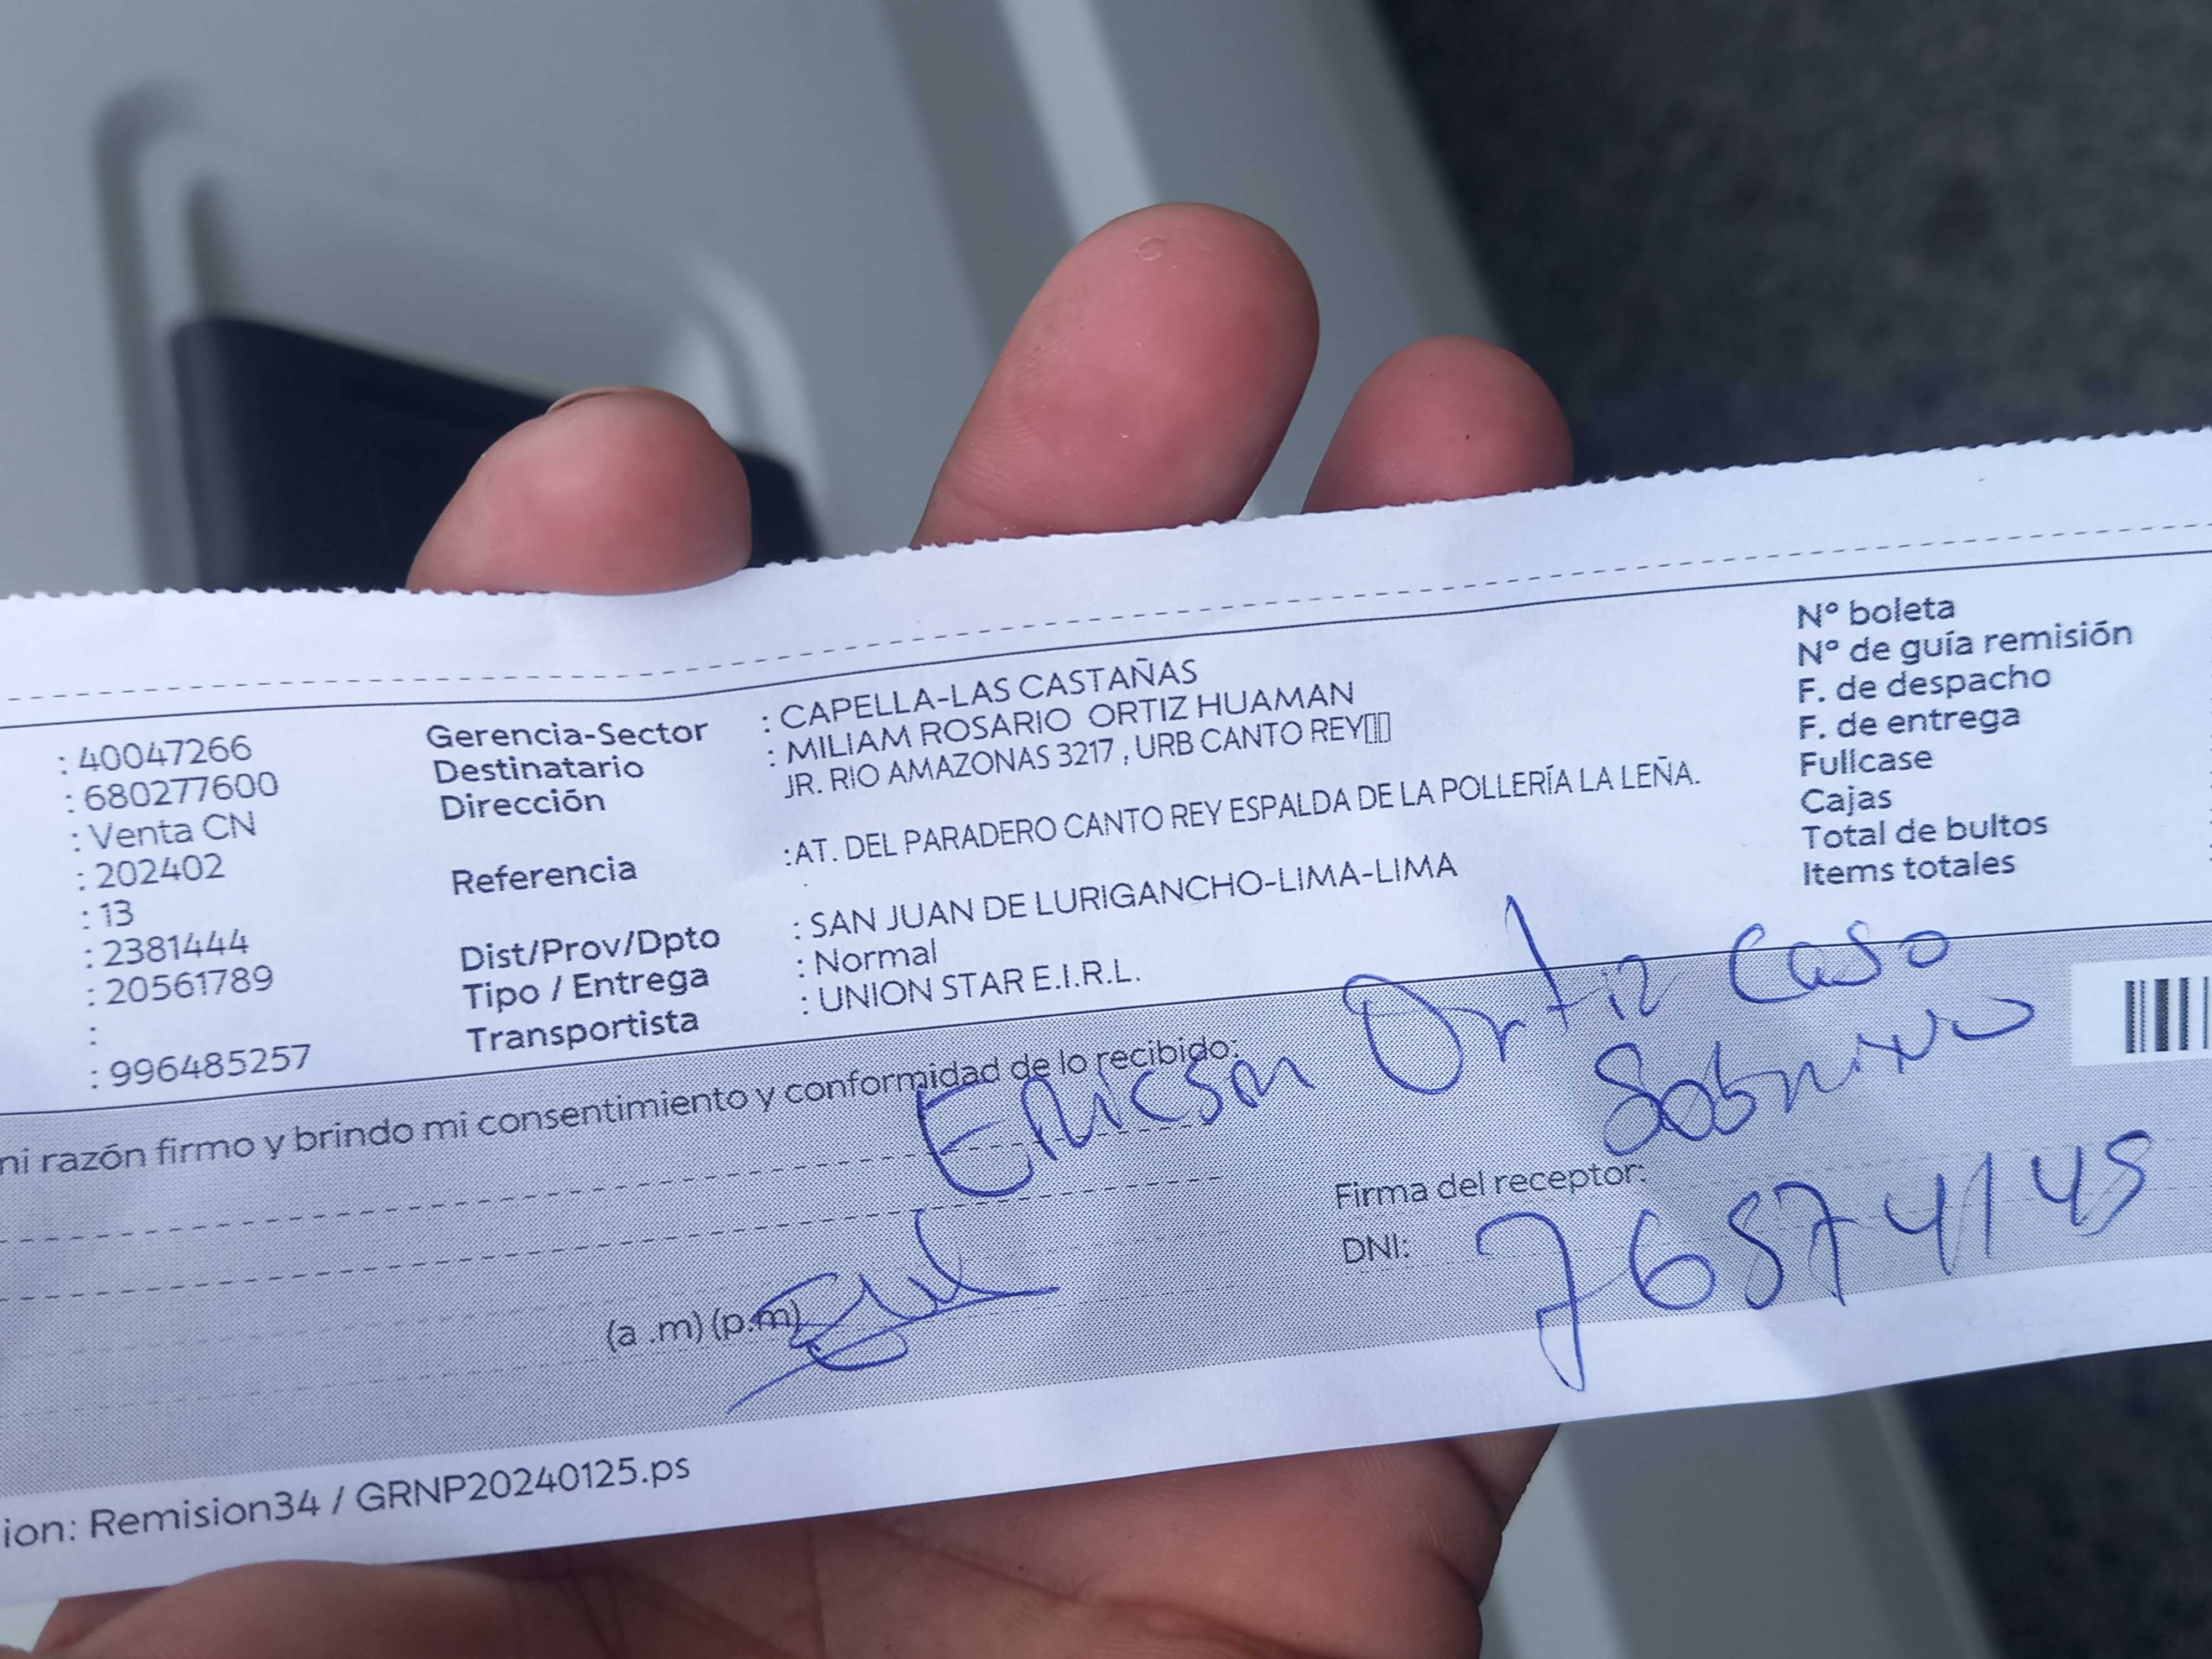 : 40047266
: 680277600
: Venta CN
: 202402
: 13
: 2381444
: 20561789
:
: 996485257
Gerencia-Sector : CAPELLA-LAS CASTAÑAS
Destinatario : MILIAM ROSARIO ORTIZ HUAMAN
Dirección JR. RIO AMAZONAS 3217 , URB CANTO REY
Referencia :AT. DEL PARADERO CANTO REY ESPALDA DE LA POLLERÍA LA LEÑA.
.
Dist/Prov/Dpto : SAN JUAN DE LURIGANCHO-LIMA-LIMA
Tipo / Entrega : Normal
Transportista : UNION STAR E.I.R.L.
N° boleta
N° de guía remisión
F. de despacho
F. de entrega
Fullcase
Cajas
Total de bultos
Items totales
ni razón firmo y brindo mi consentimiento y conformidad de lo recibido:
Ericson Ortiz Caso
Sobrino
Firma del receptor:
DNI: 76574145
(a .m) (p.m)
ion: Remision34 / GRNP20240125.ps